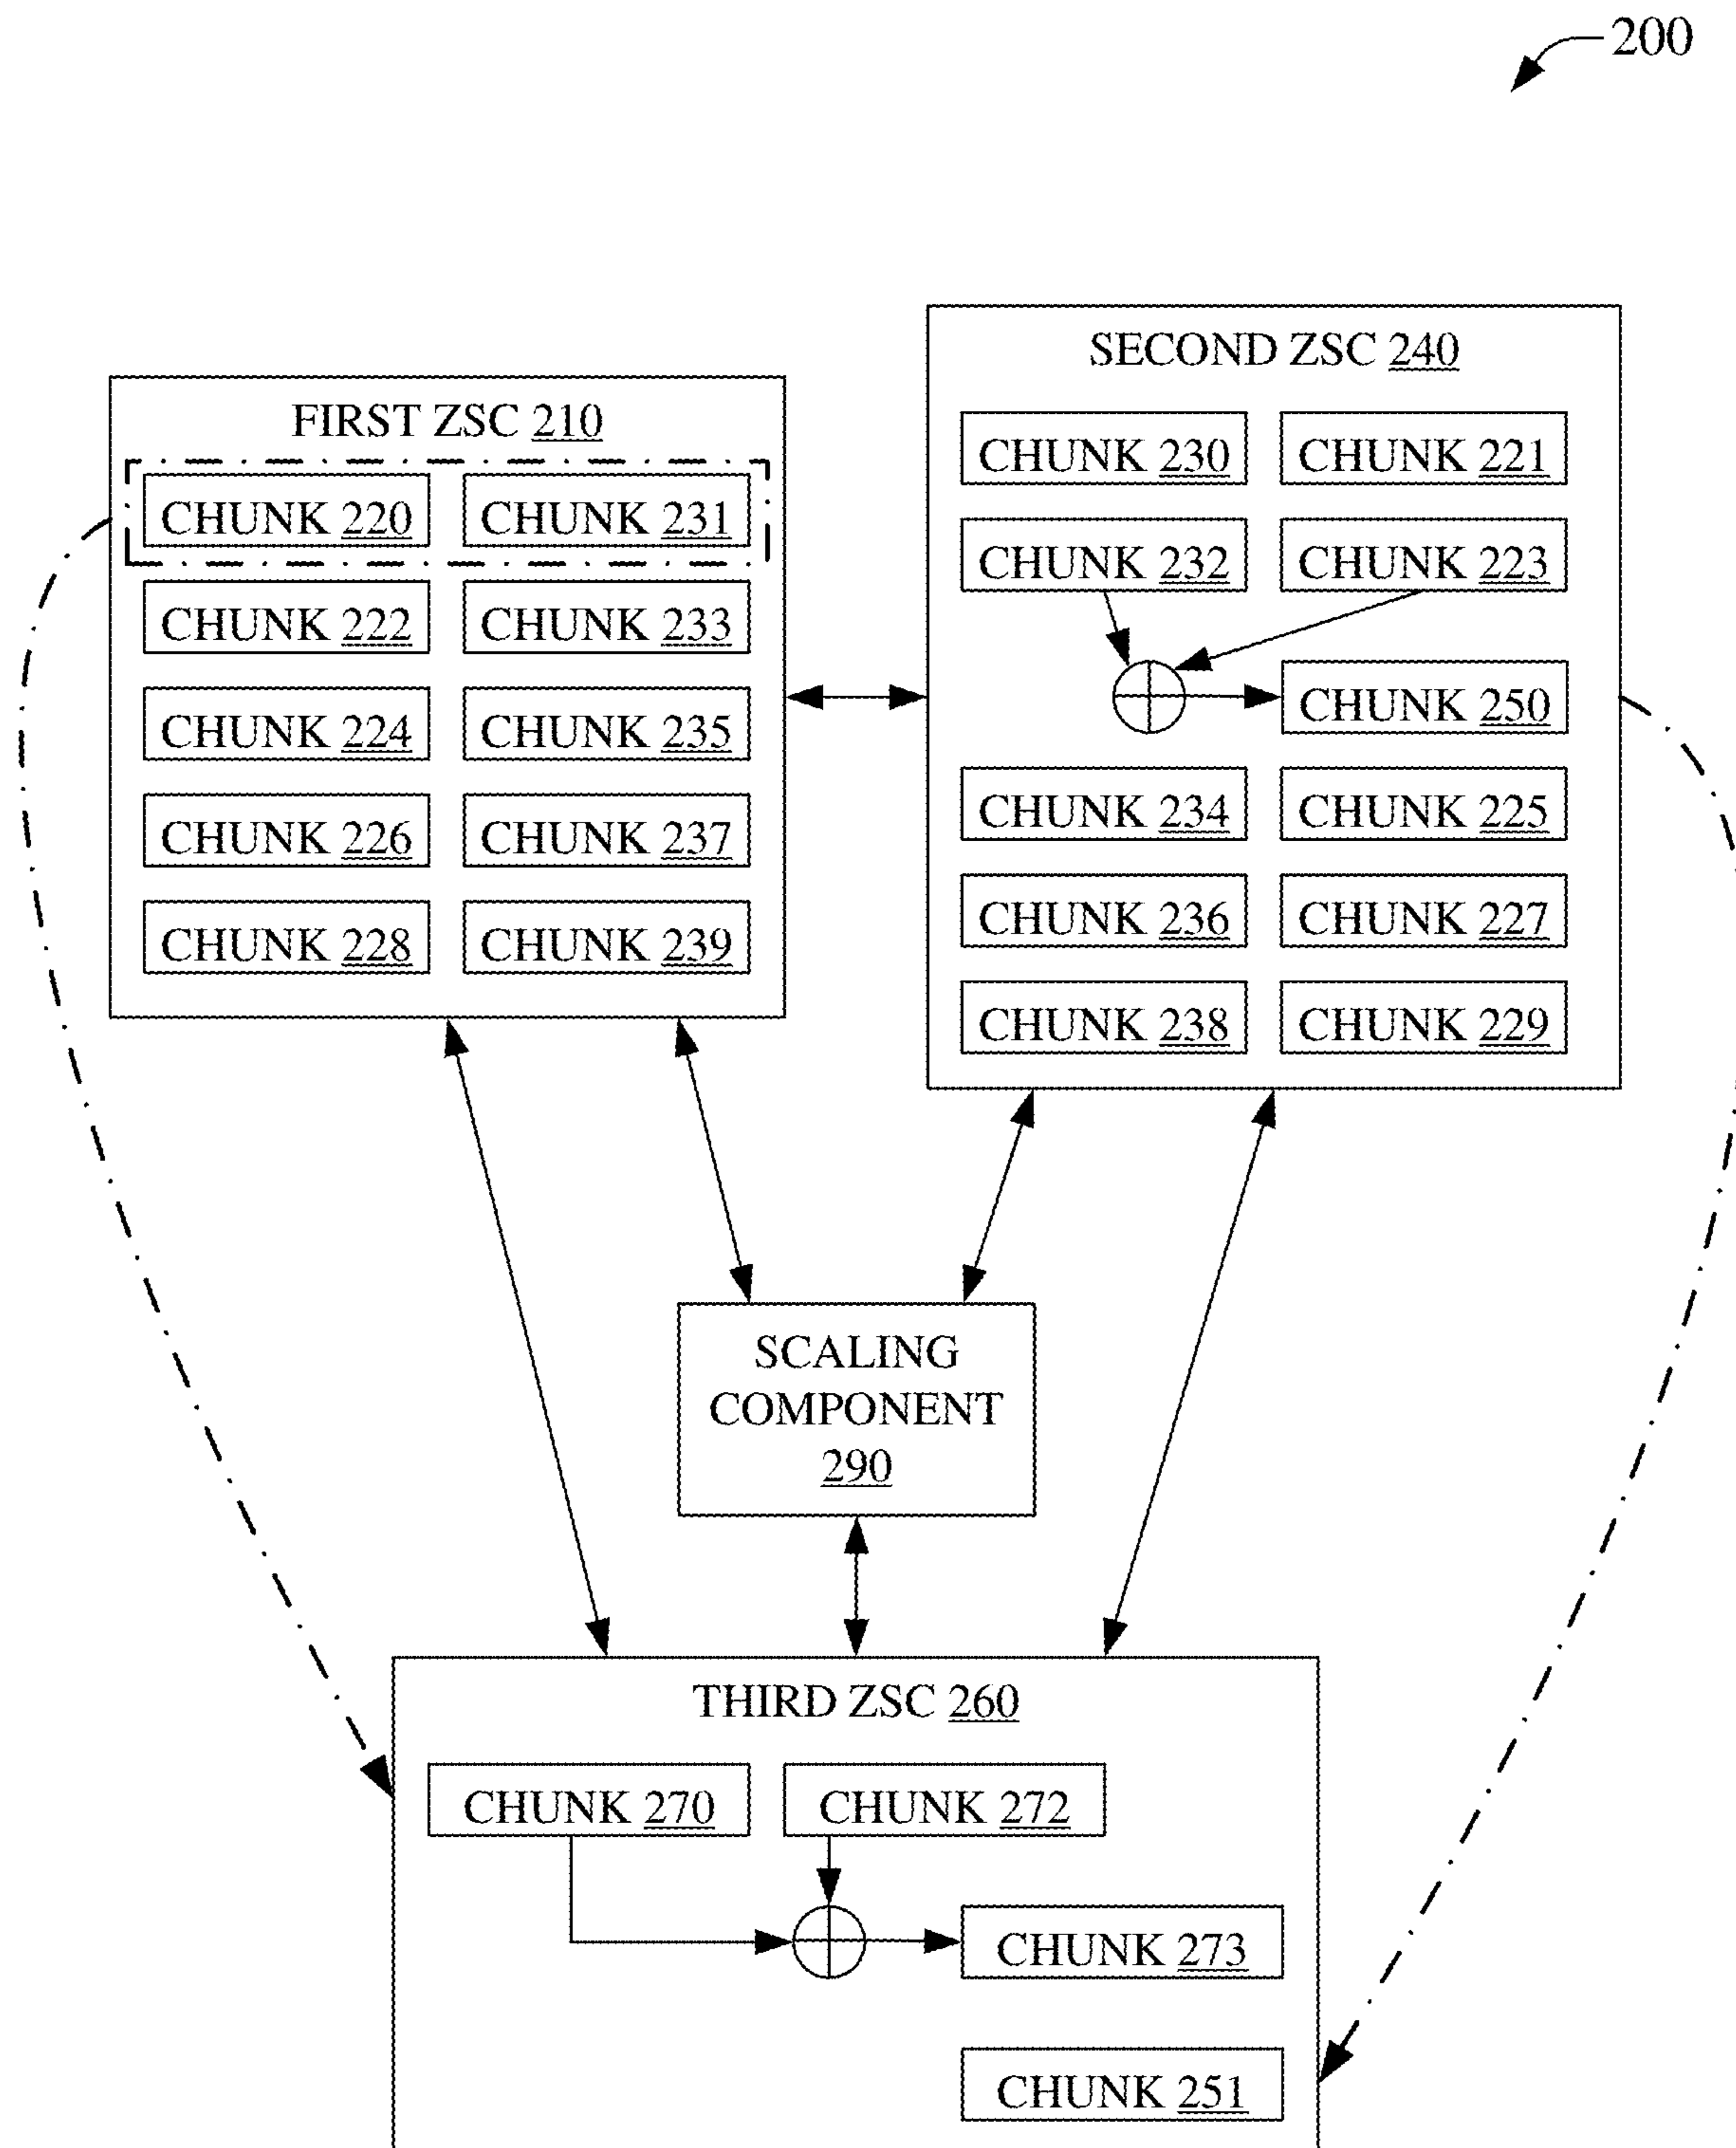 200
FIRST ZSC 210
CHUNK 220 CHUNK 231
CHUNK 222 CHUNK 233
CHUNK 224 CHUNK 235
CHUNK 226 CHUNK 237
CHUNK 228 CHUNK 239
SECOND ZSC 240
CHUNK 230 CHUNK 221
CHUNK 232 CHUNK 223
CHUNK 250
CHUNK 234 CHUNK 225
CHUNK 236 CHUNK 227
CHUNK 238 CHUNK 229
SCALING
COMPONENT
290
THIRD ZSC 260
CHUNK 270 CHUNK 272
CHUNK 273
CHUNK 251